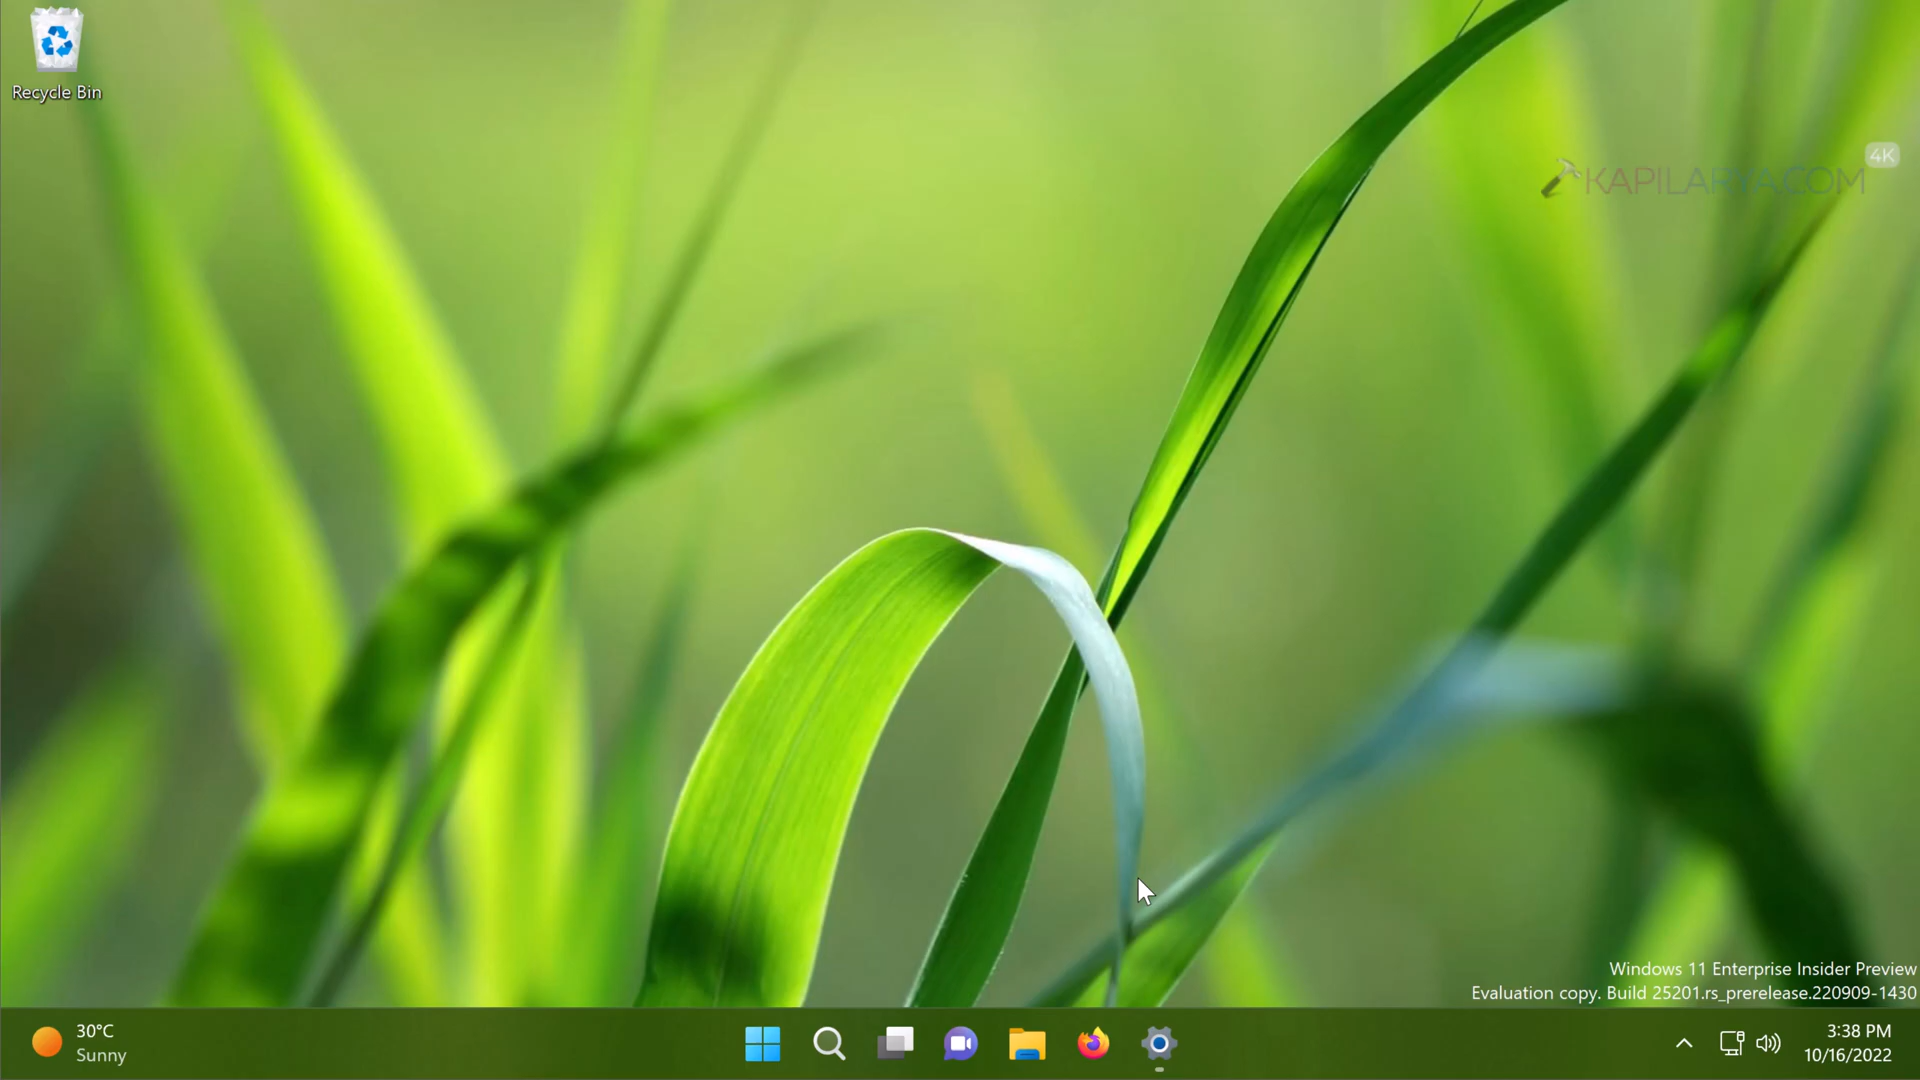 Recycle Bin
4K
KAPILARYA.COM
Windows 11 Enterprise Insider Preview
Evaluation copy. Build 25201.rs_prerelease.220909-1430
30°C
Sunny
3:38 PM
10/16/2022